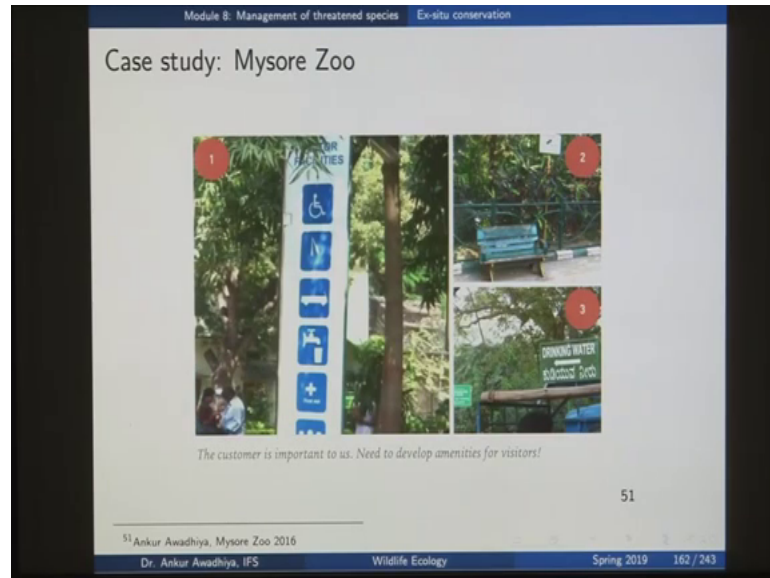 Module 8: Management of threatened species Ex-situ conservation
Case study: Mysore Zoo
1
FACILITIES
First aid
2
3
DRINKING WATER
ಕುಡಿಯುವ ನೀರು
The customer is important to us. Need to develop amenities for visitors!
51
51 Ankur Awadhiya, Mysore Zoo 2016
Dr. Ankur Awadhiya, IFS Wildlife Ecology Spring 2019 162 / 243